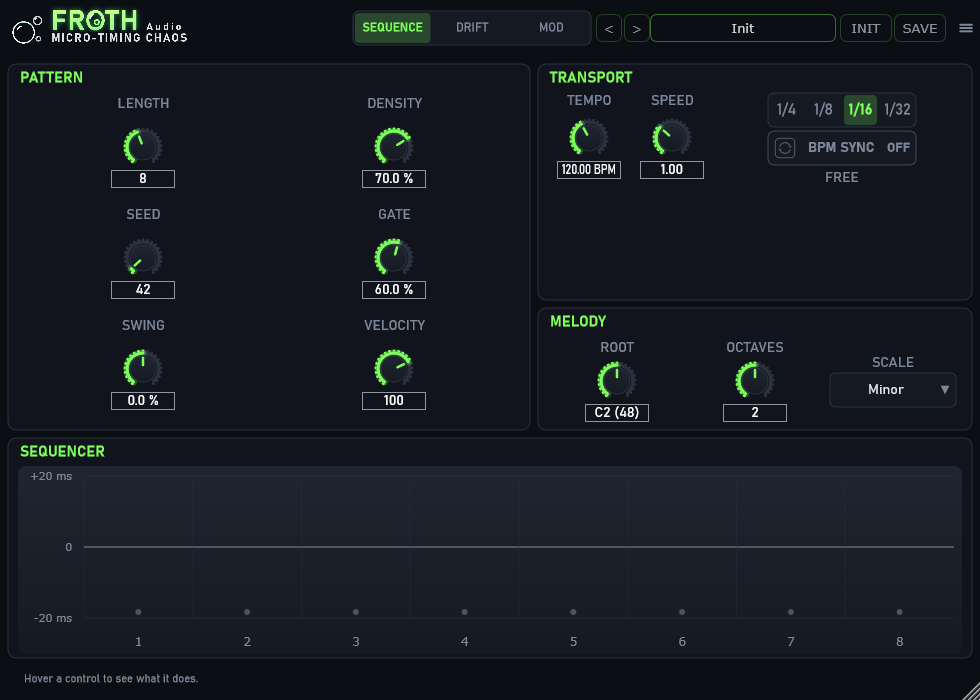 FROTH Audio
MICRO-TIMING CHAOS
SEQUENCE DRIFT MOD < > Init INIT SAVE
PATTERN
LENGTH DENSITY
8 70.0 %
SEED GATE
42 60.0 %
SWING VELOCITY
0.0 % 100
TRANSPORT
TEMPO SPEED
120.00 BPM 1.00
1/4 1/8 1/16 1/32
BPM SYNC OFF
FREE
MELODY
ROOT OCTAVES SCALE
C2 (48) 2 Minor
SEQUENCER
+20 ms
0
-20 ms
1 2 3 4 5 6 7 8
Hover a control to see what it does.